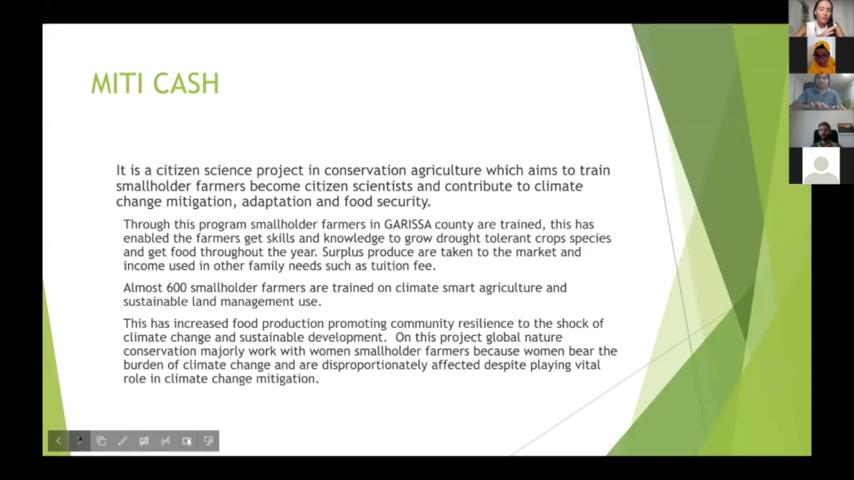 MITI CASH
It is a citizen science project in conservation agriculture which aims to train
smallholder farmers become citizen scientists and contribute to climate
change mitigation, adaptation and food security.
Through this program smallholder farmers in GARISSA county are trained, this has
enabled the farmers get skills and knowledge to grow drought tolerant crops species
and get food throughout the year. Surplus produce are taken to the market and
income used in other family needs such as tuition fee.
Almost 600 smallholder farmers are trained on climate smart agriculture and
sustainable land management use.
This has increased food production promoting community resilience to the shock of
climate change and sustainable development. On this project global nature
conservation majorly work with women smallholder farmers because women bear the
burden of climate change and are disproportionately affected despite playing vital
role in climate change mitigation.